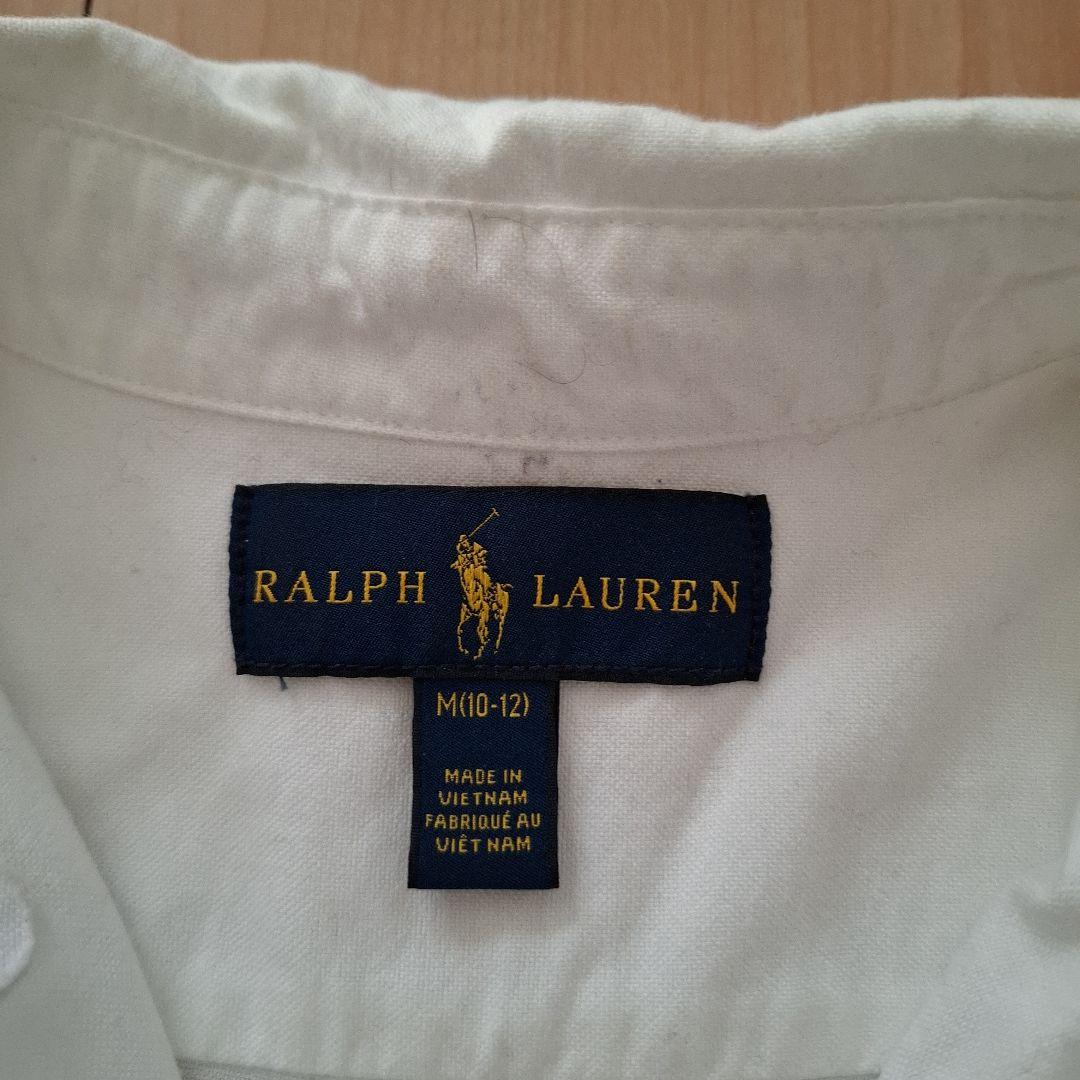 RALPH LAUREN
M(10-12)
MADE IN
VIETNAM
FABRIQUÉ AU
VIÊT NAM